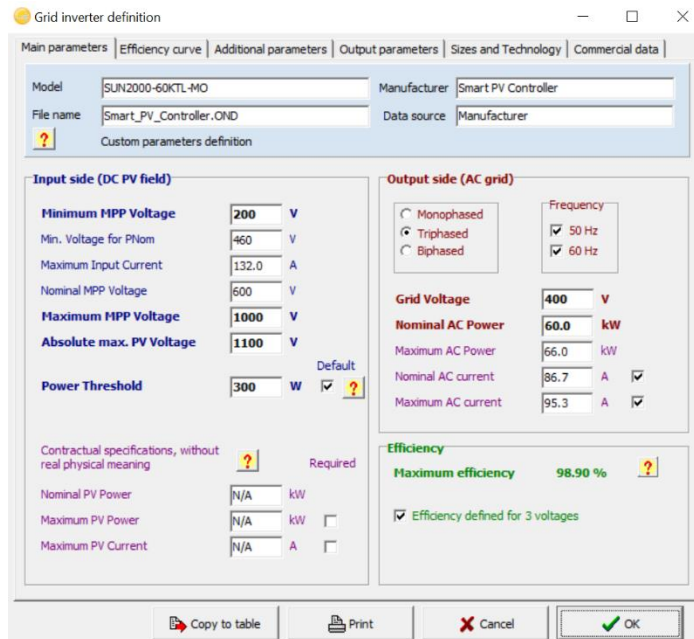 Grid inverter definition
Main parameters Efficiency curve Additional parameters Output parameters Sizes and Technology Commercial data
Model SUN2000-60KTL-MO Manufacturer Smart PV Controller
File name Smart_PV_Controller.OND Data source Manufacturer
? Custom parameters definition
Input side (DC PV field)
Minimum MPP Voltage 200 V
Min. Voltage for PNom 460 V
Maximum Input Current 132.0 A
Nominal MPP Voltage 600 V
Maximum MPP Voltage 1000 V
Absolute max. PV Voltage 1100 V
Default
Power Threshold 300 W ?
Contractual specifications, without
real physical meaning ? Required
Nominal PV Power N/A kW
Maximum PV Power N/A kW
Maximum PV Current N/A A
Output side (AC grid)
Monophased
Triphased
Biphased
Frequency
50 Hz
60 Hz
Grid Voltage 400 V
Nominal AC Power 60.0 kW
Maximum AC Power 66.0 kW
Nominal AC current 86.7 A
Maximum AC current 95.3 A
Efficiency
Maximum efficiency 98.90 % ?
Efficiency defined for 3 voltages
Copy to table Print Cancel OK